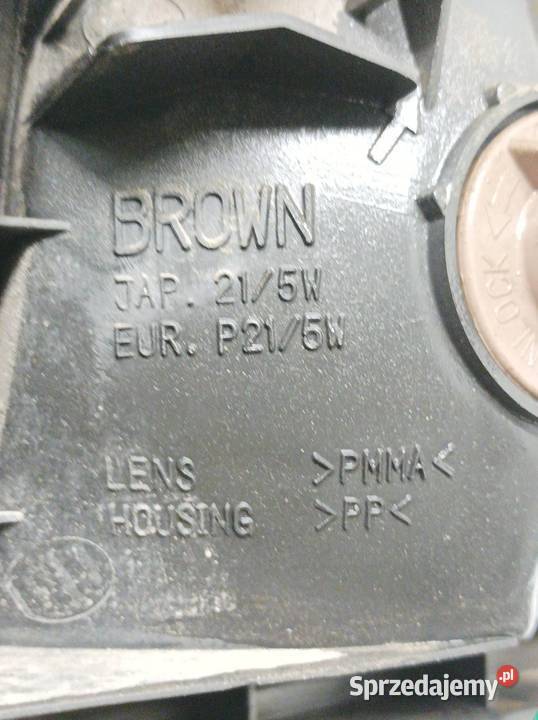 BROWN
JAP. 21/5W
EUR. P21/5W
LOCK
LENS >PMMA<
HOUSING >PP<
Sprzedajemy.pl